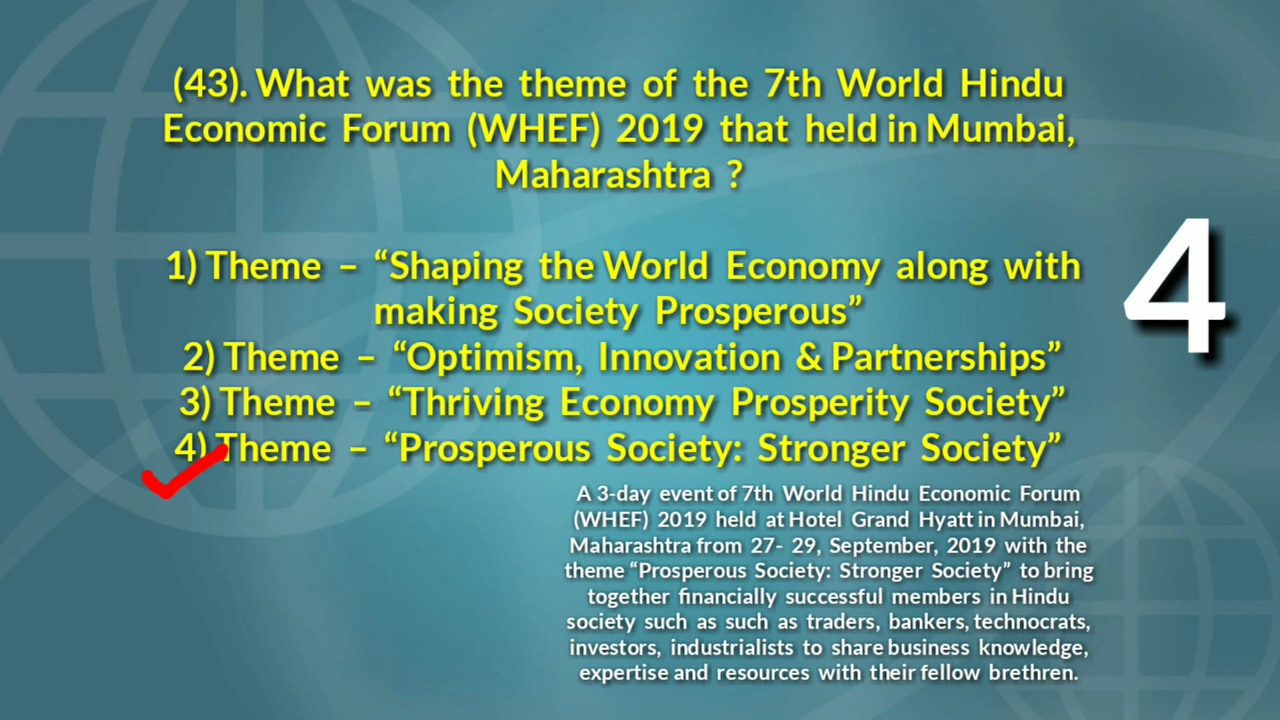 (43). What was the theme of the 7th World Hindu
Economic Forum (WHEF) 2019 that held in Mumbai,
Maharashtra ?
1) Theme – “Shaping the World Economy along with
making Society Prosperous”
2) Theme – “Optimism, Innovation & Partnerships”
3) Theme – “Thriving Economy Prosperity Society”
4) Theme – “Prosperous Society: Stronger Society”
4
A 3-day event of 7th World Hindu Economic Forum
(WHEF) 2019 held at Hotel Grand Hyatt in Mumbai,
Maharashtra from 27- 29, September, 2019 with the
theme “Prosperous Society: Stronger Society” to bring
together financially successful members in Hindu
society such as such as traders, bankers, technocrats,
investors, industrialists to share business knowledge,
expertise and resources with their fellow brethren.